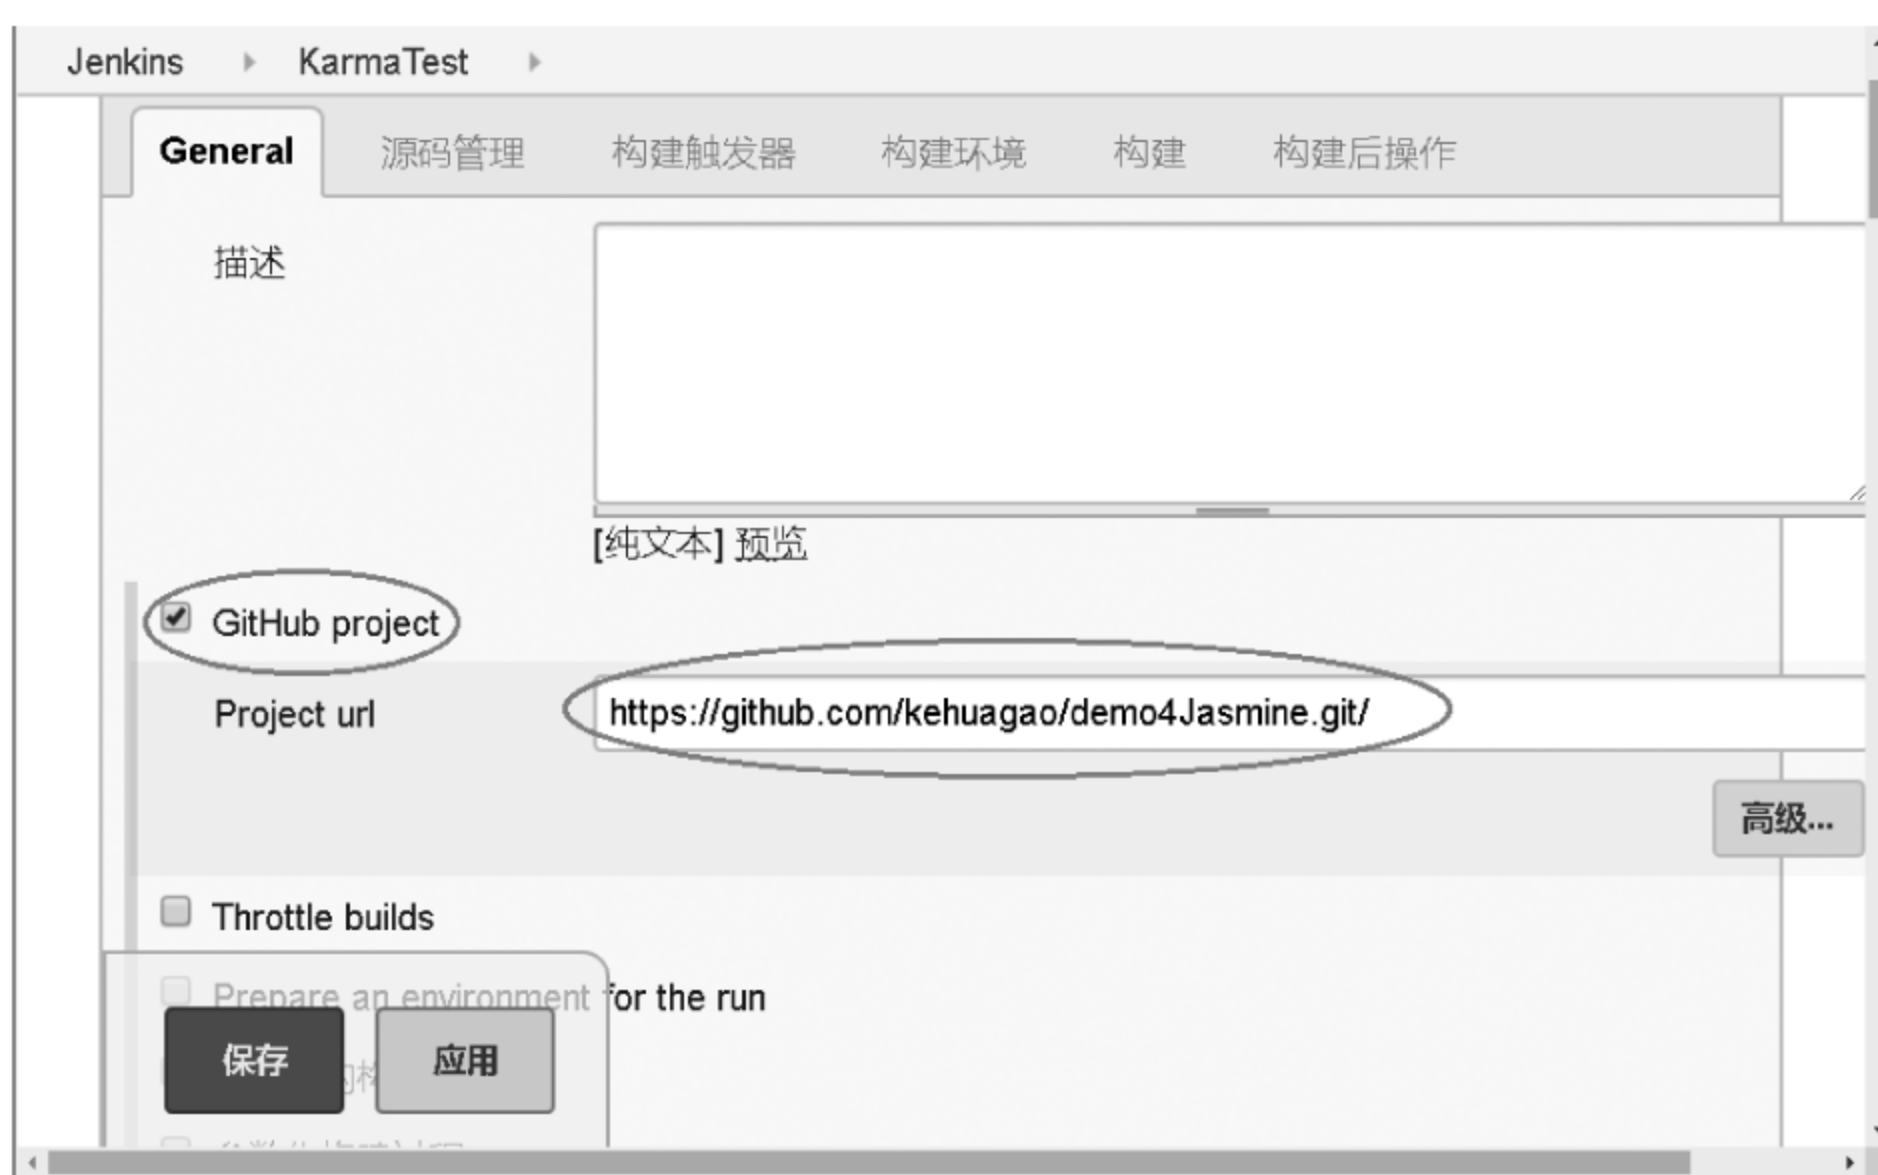 Jenkins KarmaTest
General 源码管理 构建触发器 构建环境 构建 构建后操作
描述
[纯文本] 预览
GitHub project
Project url https://github.com/kehuagao/demo4Jasmine.git/
高级...
Throttle builds
Prepare an environment for the run
保存 应用